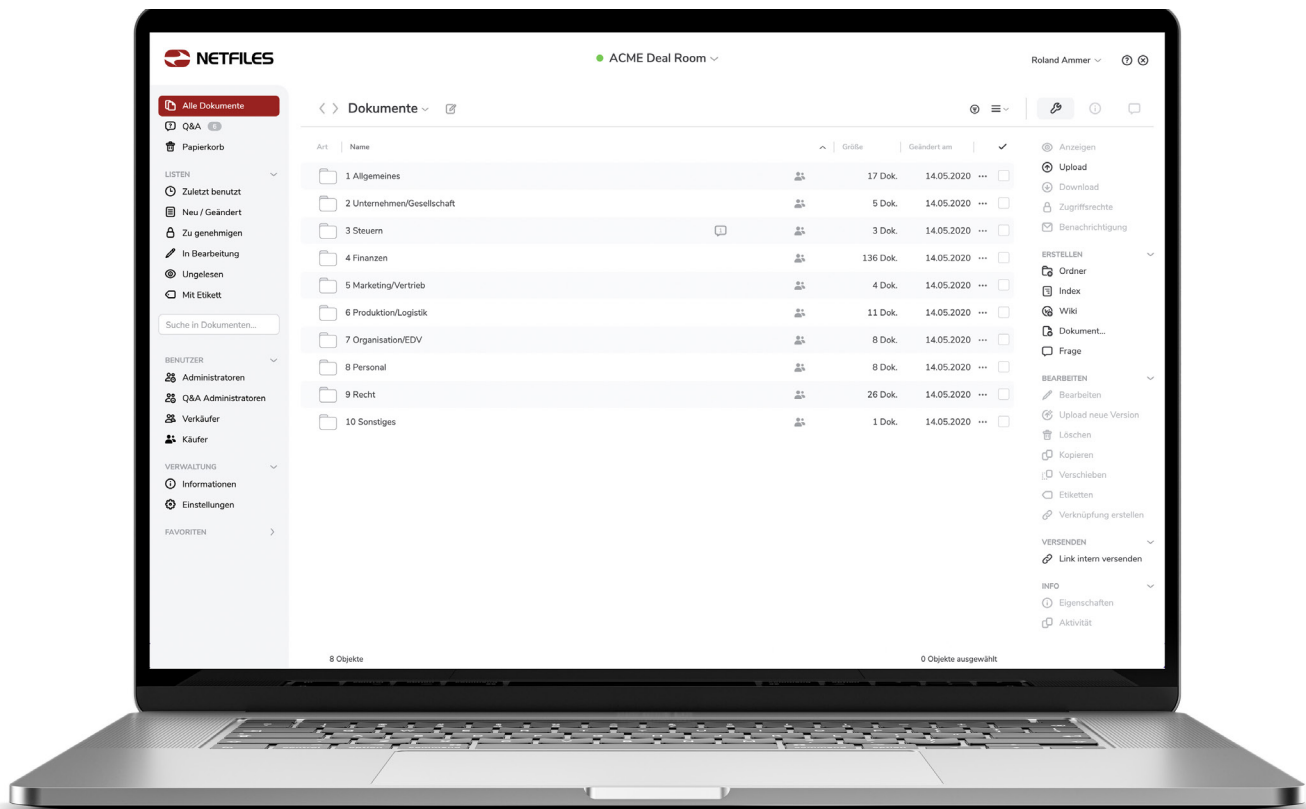 NETFILES
ACME Deal Room
Roland Ammer
Alle Dokumente
Q&A 6
Papierkorb
LISTEN
Zuletzt benutzt
Neu / Geändert
Zu genehmigen
In Bearbeitung
Ungelesen
Mit Etikett
Suche in Dokumenten...
BENUTZER
Administratoren
Q&A Administratoren
Verkäufer
Käufer
VERWALTUNG
Informationen
Einstellungen
FAVORITEN
Dokumente
Art Name Größe Geändert am
1 Allgemeines 17 Dok. 14.05.2020
2 Unternehmen/Gesellschaft 5 Dok. 14.05.2020
3 Steuern 3 Dok. 14.05.2020
4 Finanzen 136 Dok. 14.05.2020
5 Marketing/Vertrieb 4 Dok. 14.05.2020
6 Produktion/Logistik 11 Dok. 14.05.2020
7 Organisation/EDV 8 Dok. 14.05.2020
8 Personal 8 Dok. 14.05.2020
9 Recht 26 Dok. 14.05.2020
10 Sonstiges 1 Dok. 14.05.2020
8 Objekte 0 Objekte ausgewählt
Anzeigen
Upload
Download
Zugriffsrechte
Benachrichtigung
ERSTELLEN
Ordner
Index
Wiki
Dokument...
Frage
BEARBEITEN
Bearbeiten
Upload neue Version
Löschen
Kopieren
Verschieben
Etiketten
Verknüpfung erstellen
VERSENDEN
Link intern versenden
INFO
Eigenschaften
Aktivität